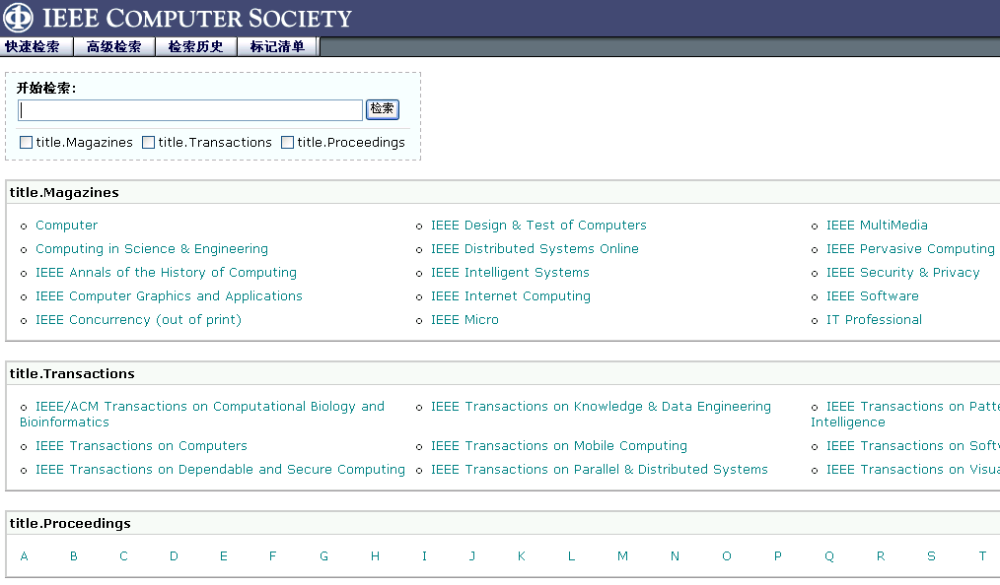 IEEE COMPUTER SOCIETY
快速检索 高级检索 检索历史 标记清单
开始检索:
检索
title.Magazines title.Transactions title.Proceedings
title.Magazines
Computer IEEE Design & Test of Computers IEEE MultiMedia
Computing in Science & Engineering IEEE Distributed Systems Online IEEE Pervasive Computing
IEEE Annals of the History of Computing IEEE Intelligent Systems IEEE Security & Privacy
IEEE Computer Graphics and Applications IEEE Internet Computing IEEE Software
IEEE Concurrency (out of print) IEEE Micro IT Professional
title.Transactions
IEEE/ACM Transactions on Computational Biology and IEEE Transactions on Knowledge & Data Engineering IEEE Transactions on Patte
Bioinformatics Intelligence
IEEE Transactions on Computers IEEE Transactions on Mobile Computing IEEE Transactions on Softw
IEEE Transactions on Dependable and Secure Computing IEEE Transactions on Parallel & Distributed Systems IEEE Transactions on Visua
title.Proceedings
A B C D E F G H I J K L M N O P Q R S T